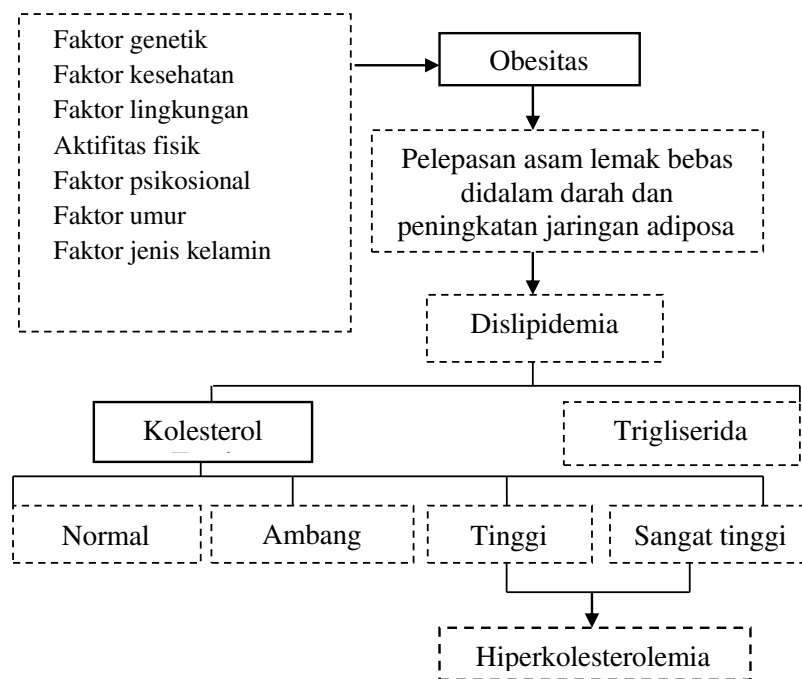 Faktor genetik
Faktor kesehatan
Faktor lingkungan
Aktifitas fisik
Faktor psikosional
Faktor umur
Faktor jenis kelamin
Obesitas
Pelepasan asam lemak bebas
didalam darah dan
peningkatan jaringan adiposa
Dislipidemia
Kolesterol
Trigliserida
Normal
Ambang
Tinggi
Sangat tinggi
Hiperkolesterolemia